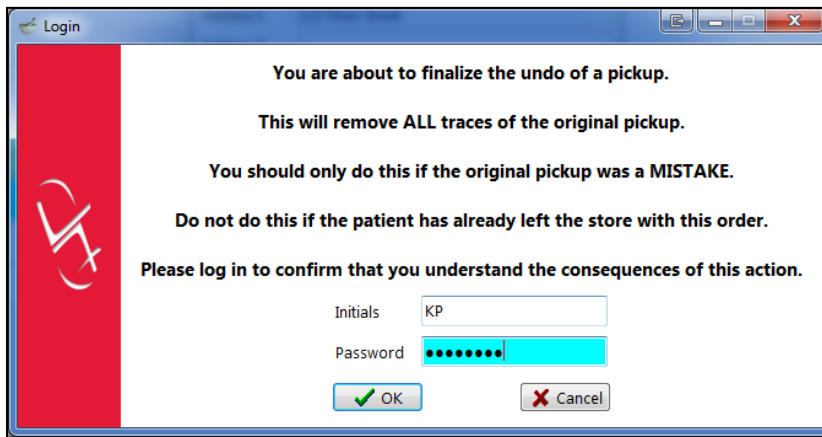 Login
You are about to finalize the undo of a pickup.
This will remove ALL traces of the original pickup.
You should only do this if the original pickup was a MISTAKE.
Do not do this if the patient has already left the store with this order.
Please log in to confirm that you understand the consequences of this action.
Initials KP
Password ••••••••
OK Cancel